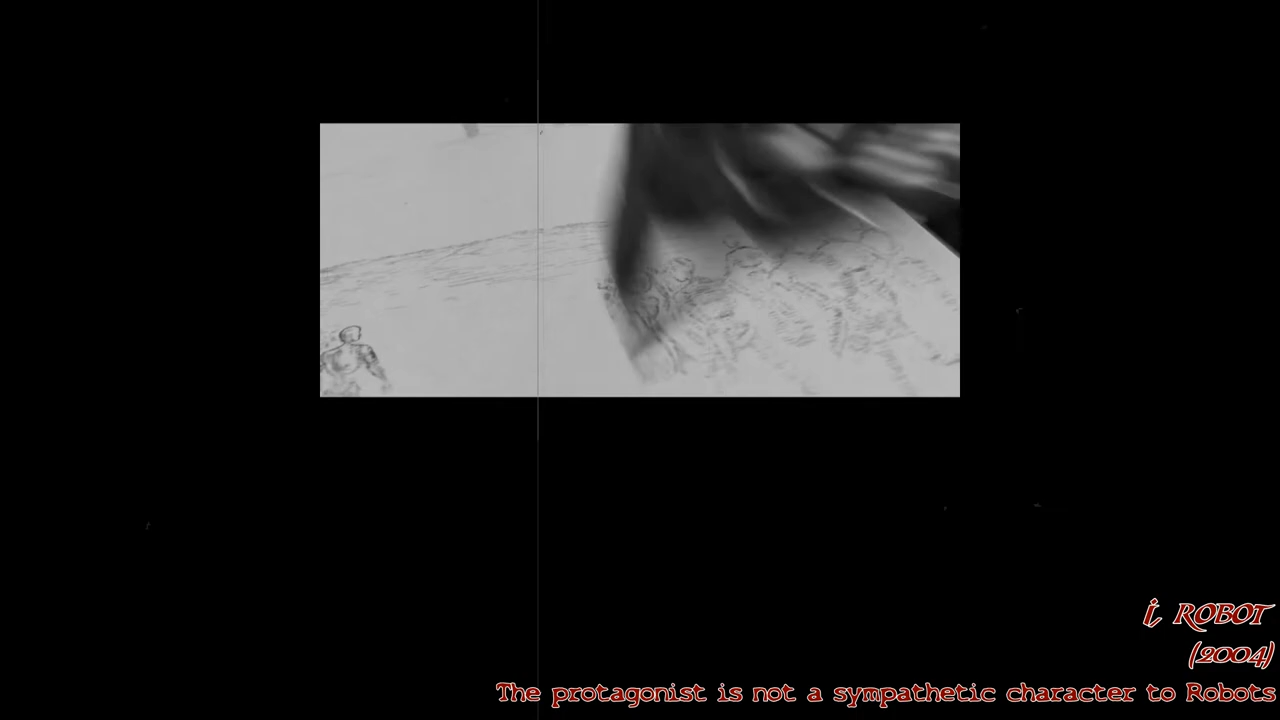 i, ROBOT
(2004)
The protagonist is not a sympathetic character to Robots